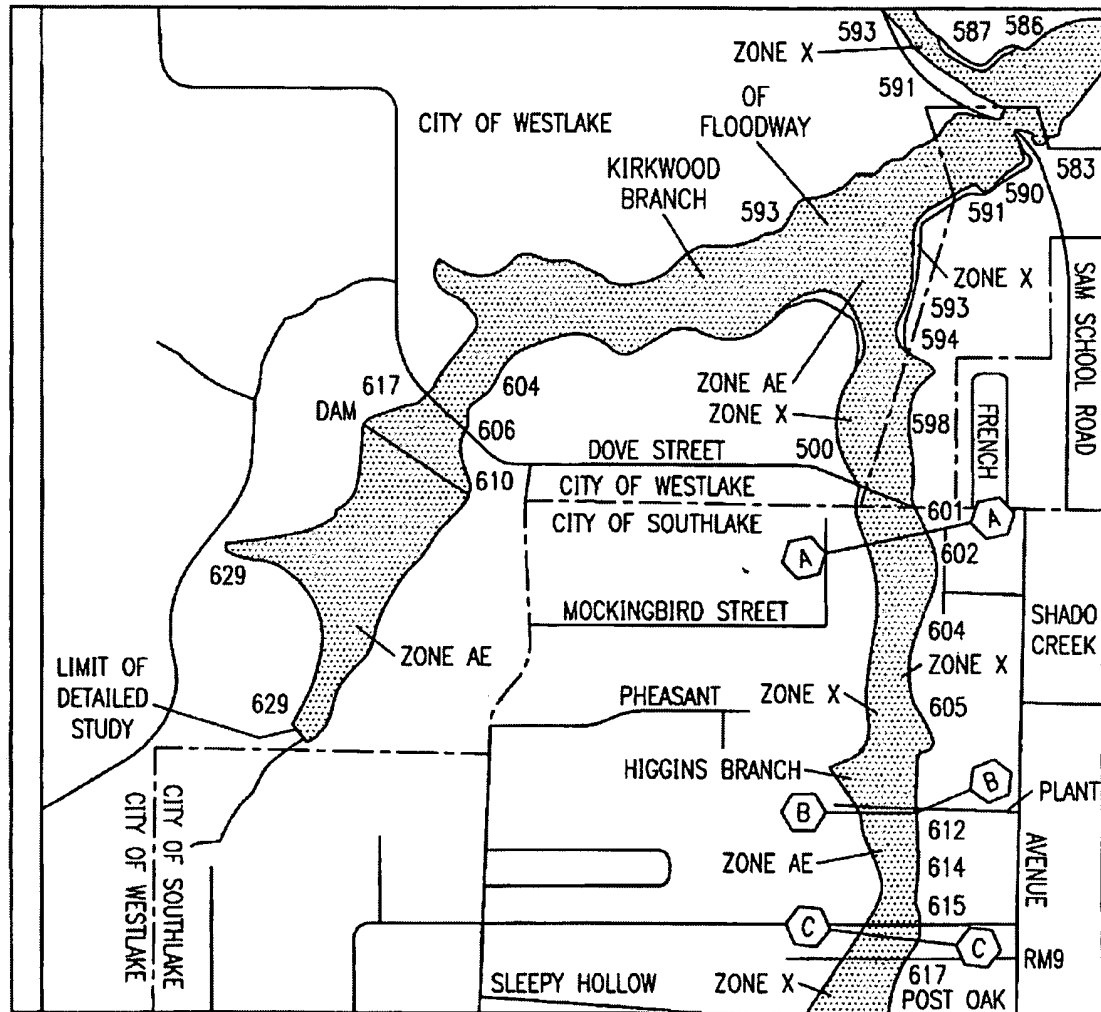 593
587
586
ZONE X
591
OF
FLOODWAY
CITY OF WESTLAKE
KIRKWOOD
BRANCH
593
583
590
591
ZONE X
SAM SCHOOL ROAD
593
594
617
604
ZONE AE
ZONE X
DAM
606
598
FRENCH
500
DOVE STREET
610
CITY OF WESTLAKE
601
A
CITY OF SOUTHLAKE
602
A
629
MOCKINGBIRD STREET
604
SHADO
CREEK
ZONE AE
ZONE X
LIMIT OF
DETAILED
STUDY
629
PHEASANT
ZONE X
605
HIGGINS BRANCH
B
PLANT
B
612
CITY OF SOUTHLAKE
CITY OF WESTLAKE
ZONE AE
614
AVENUE
615
C
C
RM9
617
SLEEPY HOLLOW
ZONE X
POST OAK